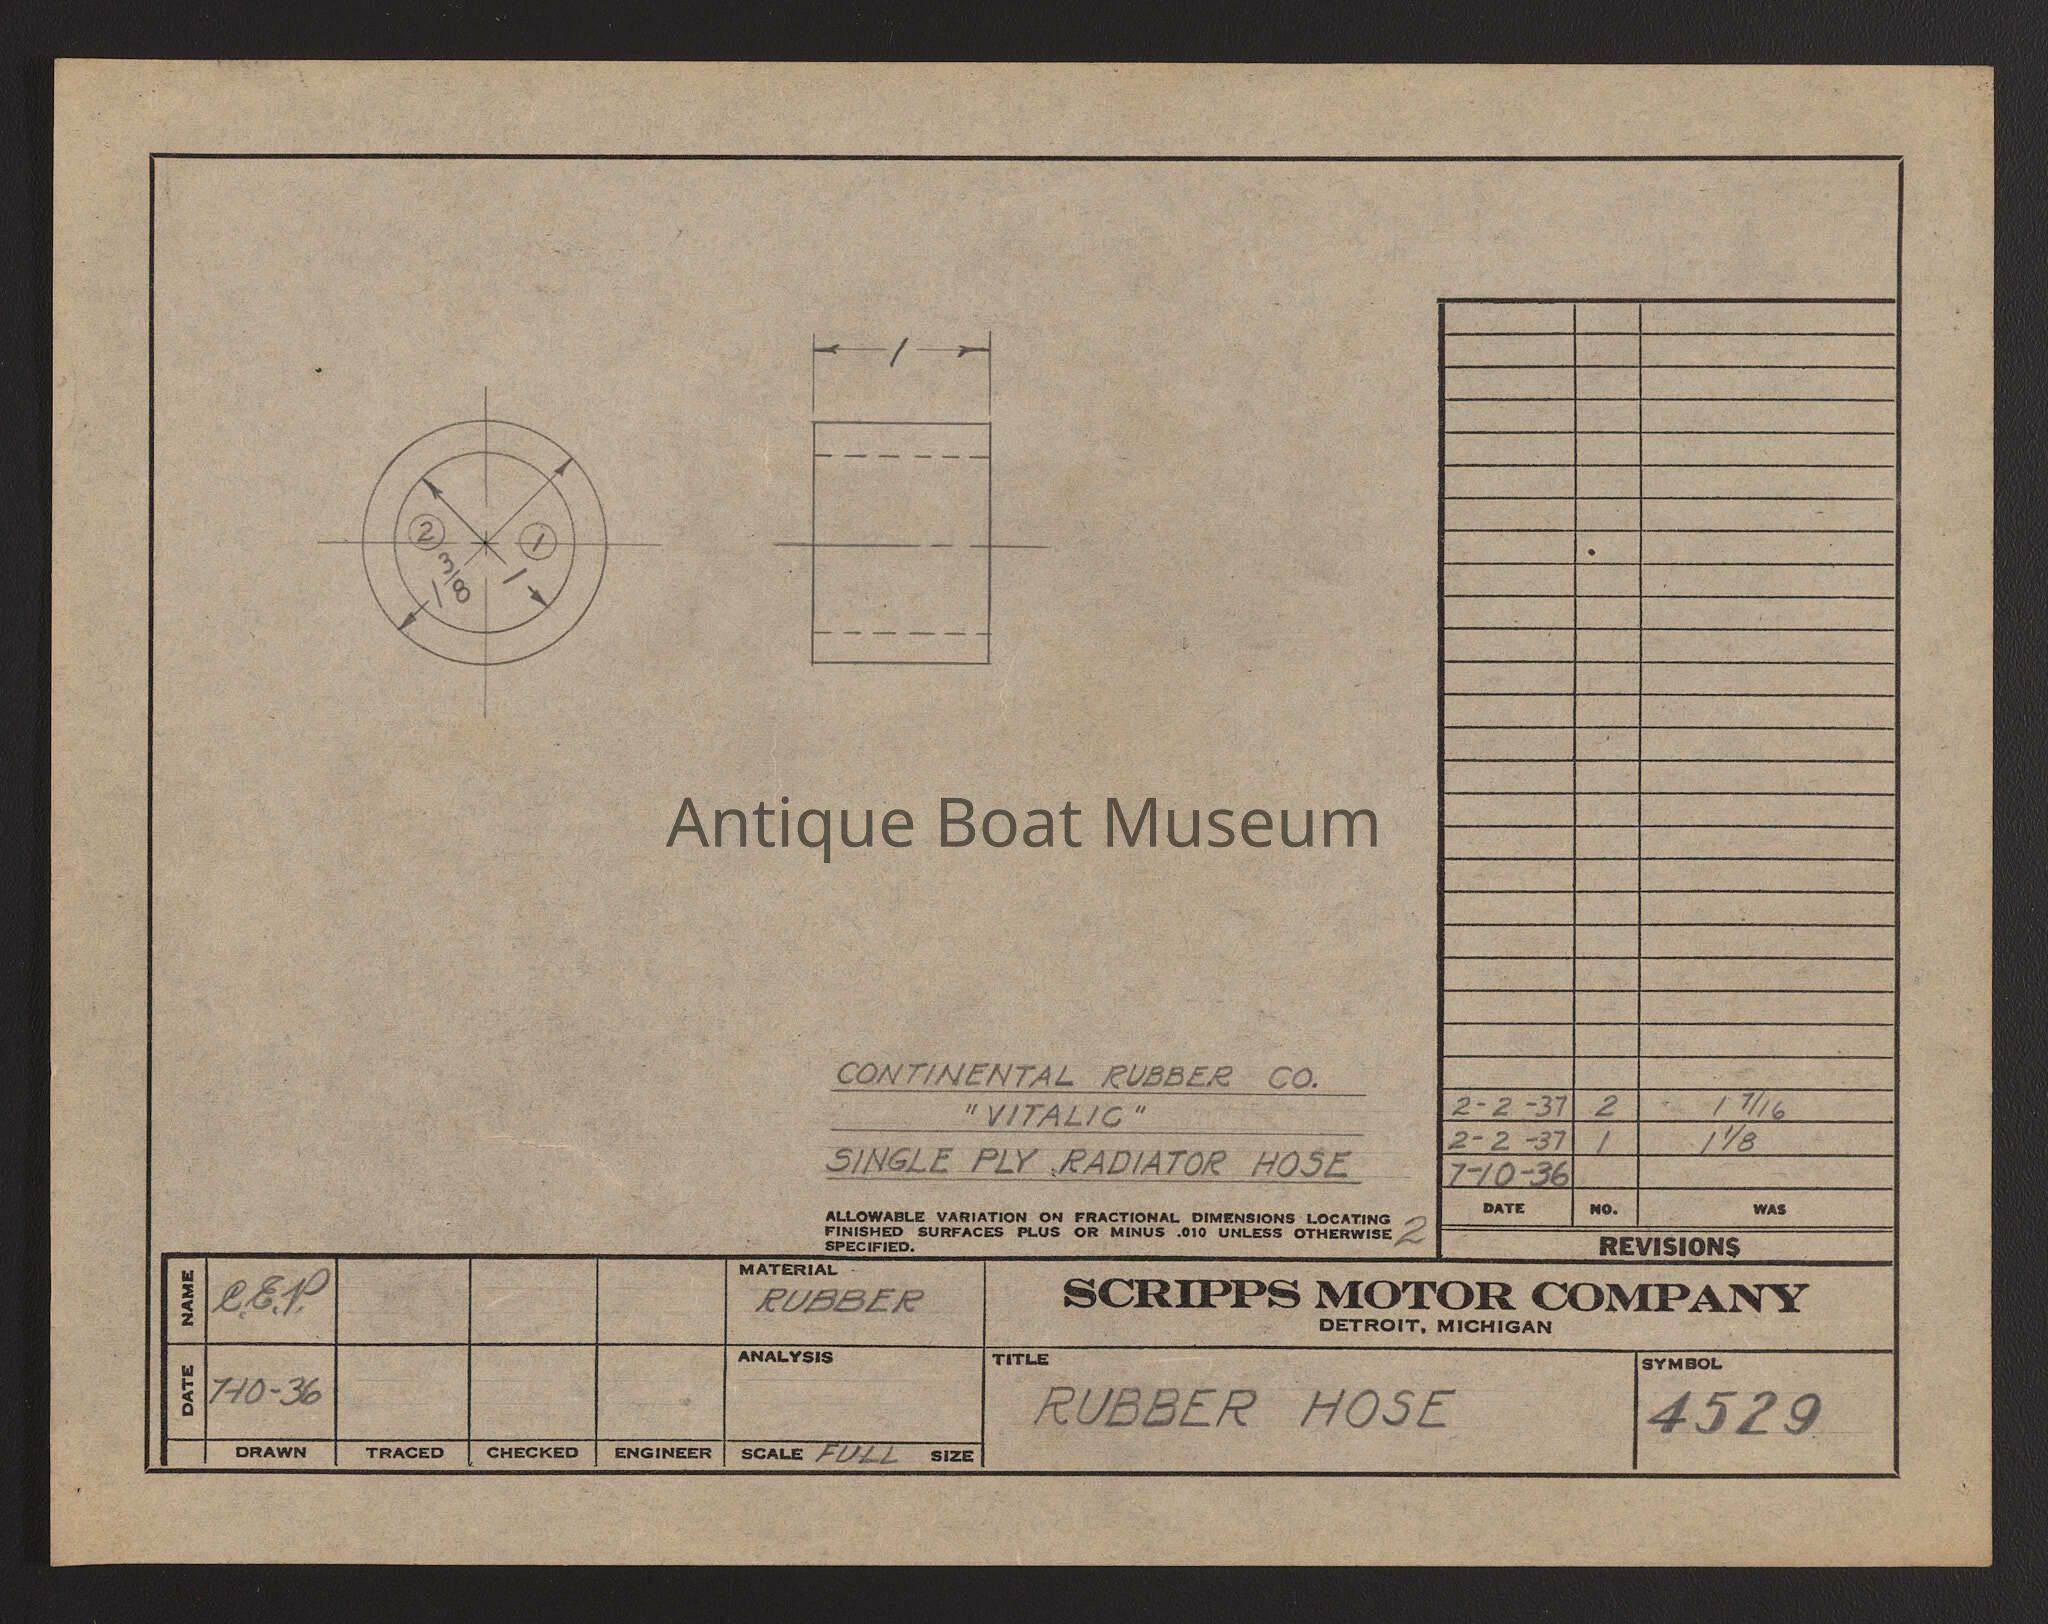 1
2
1
1 3/8
1
Antique Boat Museum
CONTINENTAL RUBBER CO.
"VITALIC"
SINGLE PLY RADIATOR HOSE
ALLOWABLE VARIATION ON FRACTIONAL DIMENSIONS LOCATING
FINISHED SURFACES PLUS OR MINUS .010 UNLESS OTHERWISE
SPECIFIED.
2
2-2-37 2 1 7/16
2-2-37 1 1 1/8
7-10-36
DATE NO. WAS
REVISIONS
NAME C.E.P.
DATE 7-10-36
DRAWN TRACED CHECKED ENGINEER
MATERIAL
RUBBER
ANALYSIS
SCALE FULL SIZE
SCRIPPS MOTOR COMPANY
DETROIT, MICHIGAN
TITLE
RUBBER HOSE
SYMBOL
4529